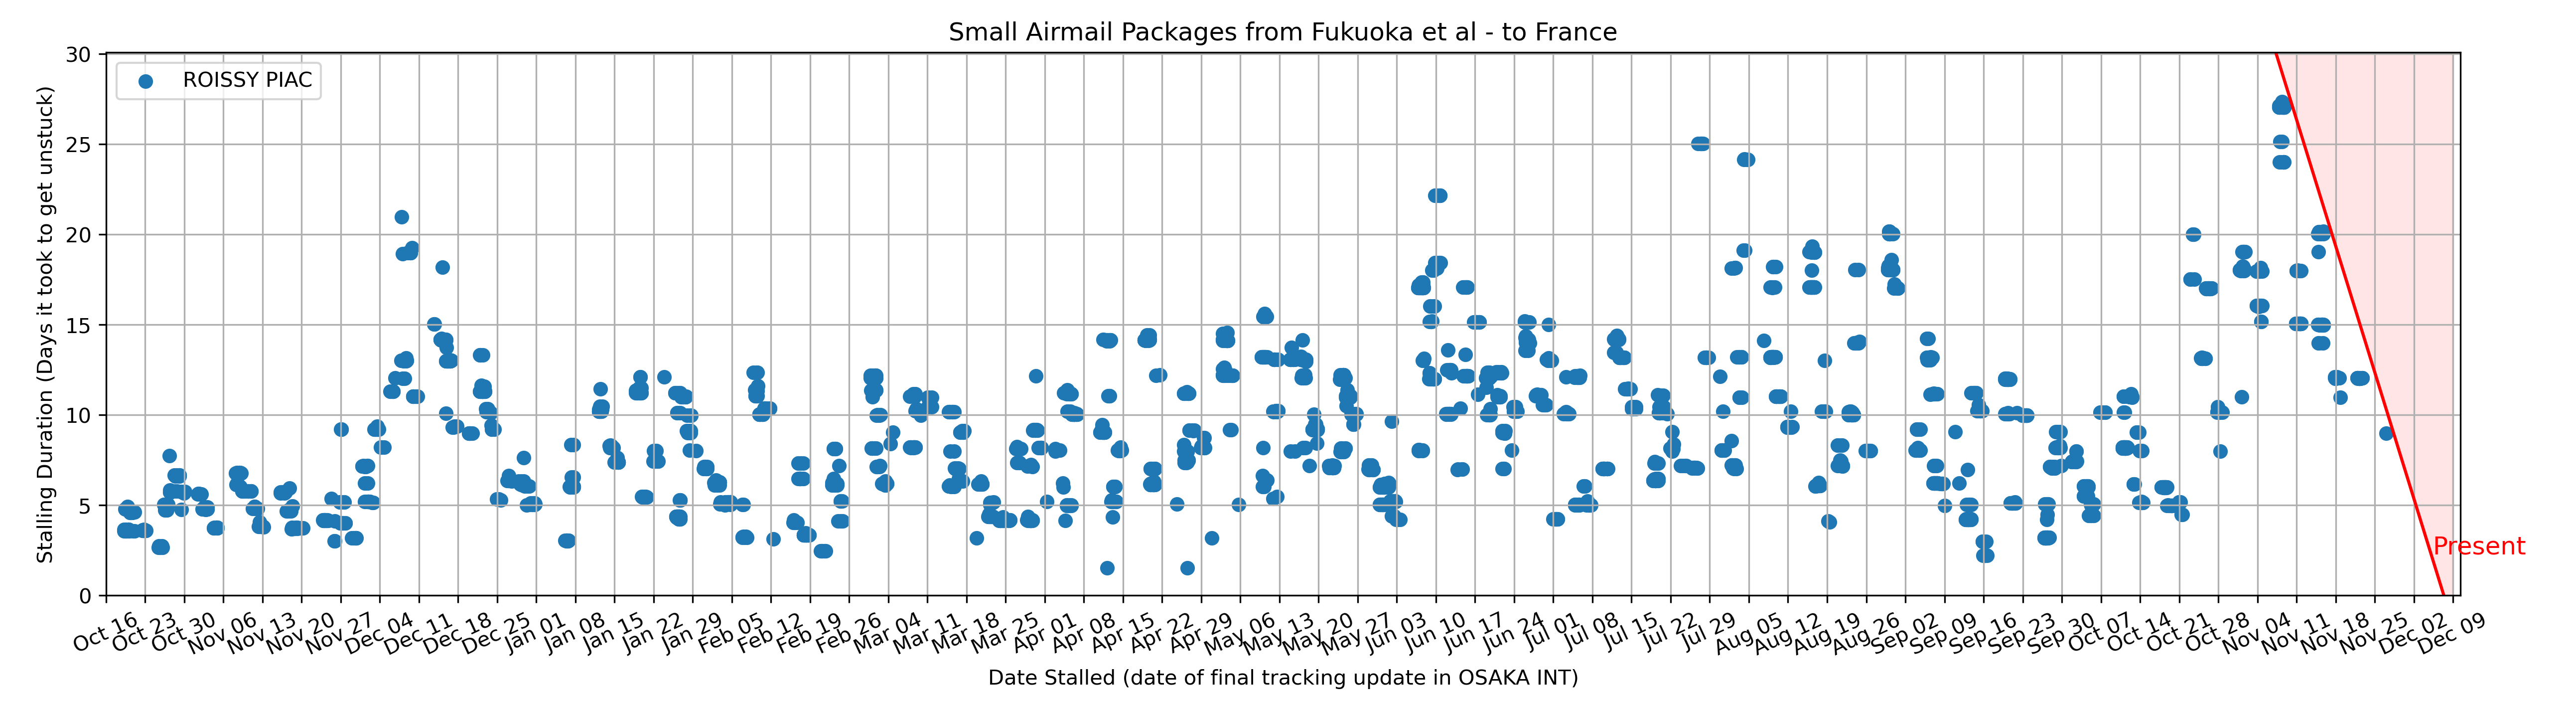 Small Airmail Packages from Fukuoka et al - to France
ROISSY PIAC
Stalling Duration (Days it took to get unstuck)
30
25
20
15
10
5
0
Present
Oct 16 Oct 23 Oct 30 Nov 06 Nov 13 Nov 20 Nov 27 Dec 04 Dec 11 Dec 18 Dec 25 Jan 01 Jan 08 Jan 15 Jan 22 Jan 29 Feb 05 Feb 12 Feb 19 Feb 26 Mar 04 Mar 11 Mar 18 Mar 25 Apr 01 Apr 08 Apr 15 Apr 22 Apr 29 May 06 May 13 May 20 May 27 Jun 03 Jun 10 Jun 17 Jun 24 Jul 01 Jul 08 Jul 15 Jul 22 Jul 29 Aug 05 Aug 12 Aug 19 Aug 26 Sep 02 Sep 09 Sep 16 Sep 23 Sep 30 Oct 07 Oct 14 Oct 21 Oct 28 Nov 04 Nov 11 Nov 18 Nov 25 Dec 02 Dec 09
Date Stalled (date of final tracking update in OSAKA INT)